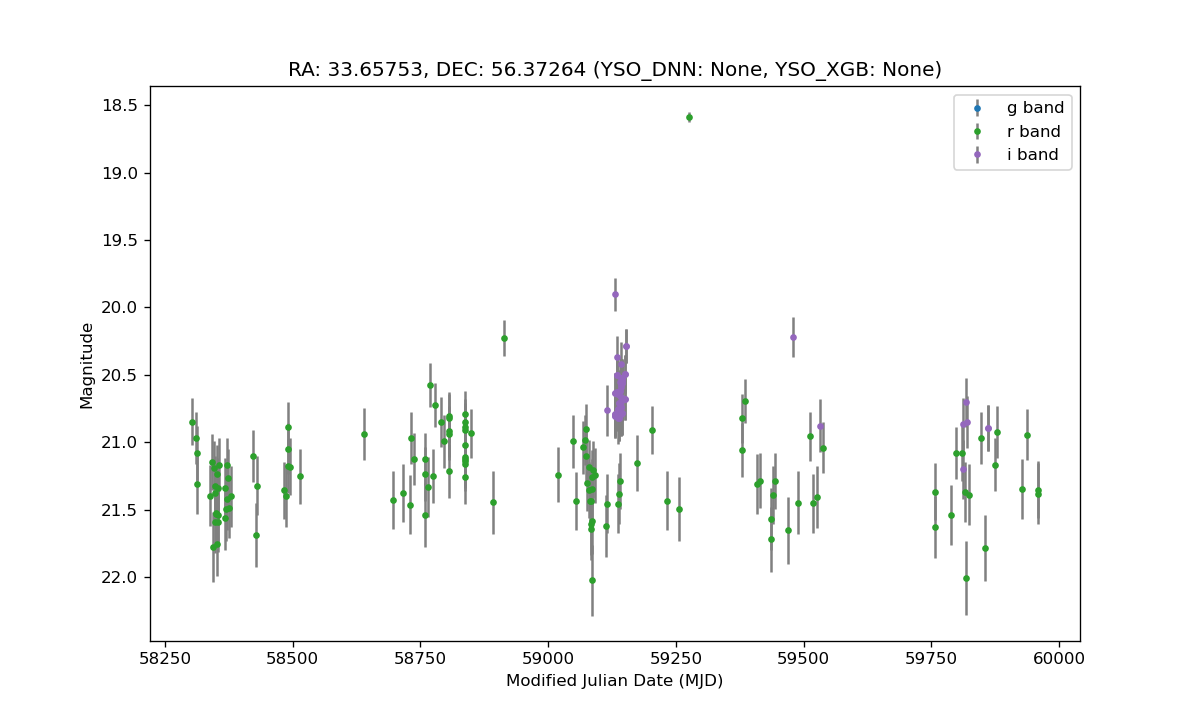 RA: 33.65753, DEC: 56.37264 (YSO_DNN: None, YSO_XGB: None)
g band
r band
i band
18.5
19.0
19.5
20.0
20.5
21.0
21.5
22.0
Magnitude
58250 58500 58750 59000 59250 59500 59750 60000
Modified Julian Date (MJD)